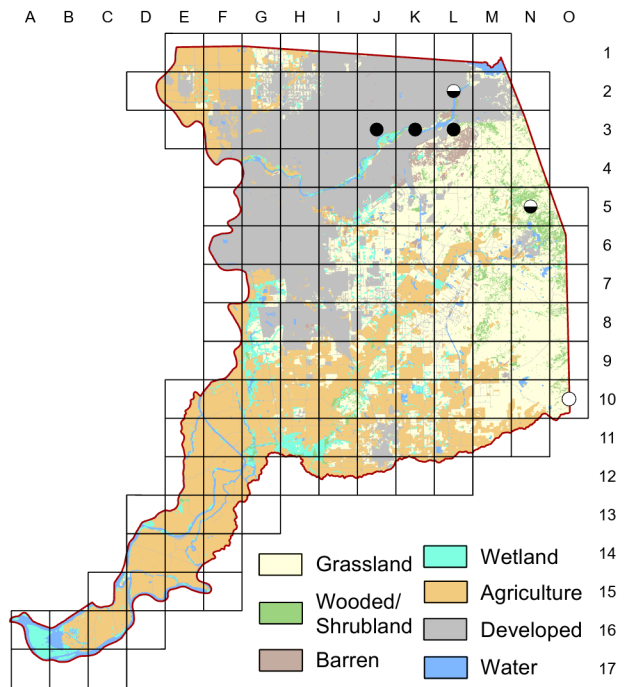 A B C D E F G H I J K L M N O
1
2
3
4
5
6
7
8
9
10
11
12
13
14
15
16
17
Grassland
Wooded/
Shrubland
Barren
Wetland
Agriculture
Developed
Water